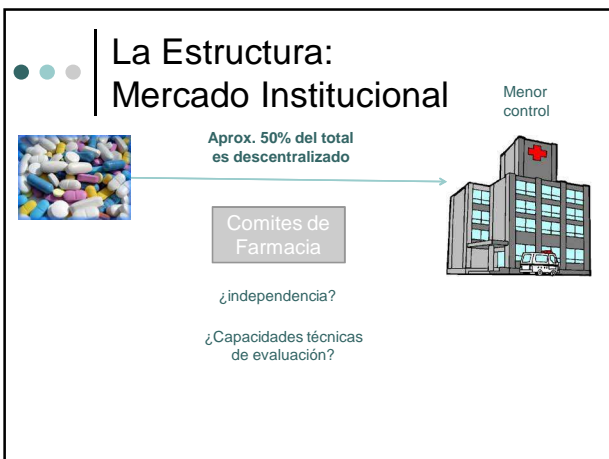 La Estructura:
Mercado Institucional
Menor
control
Aprox. 50% del total
es descentralizado
Comites de
Farmacia
¿independencia?
¿Capacidades técnicas
de evaluación?